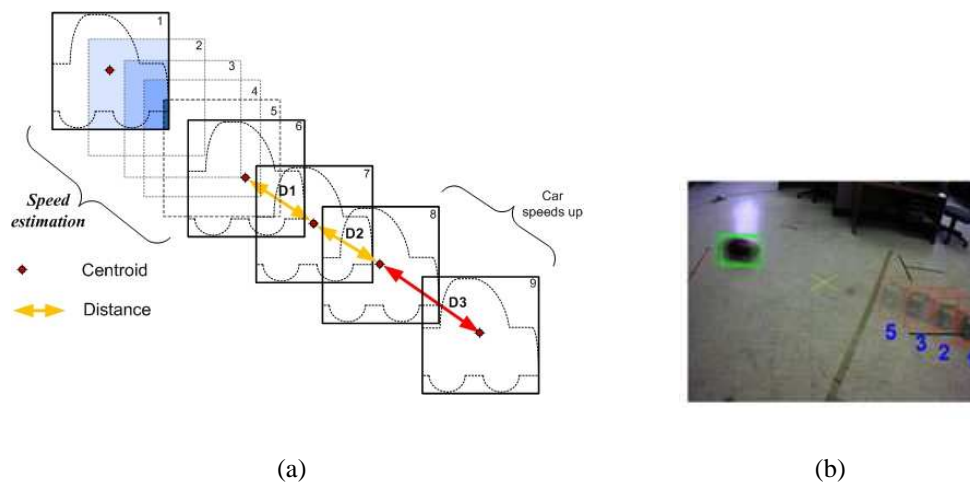 1
2
3
4
5
6
7
8
9
D1
D2
D3
Speed
estimation
Car
speeds up
Centroid
Distance
5
3
2
(a)
(b)